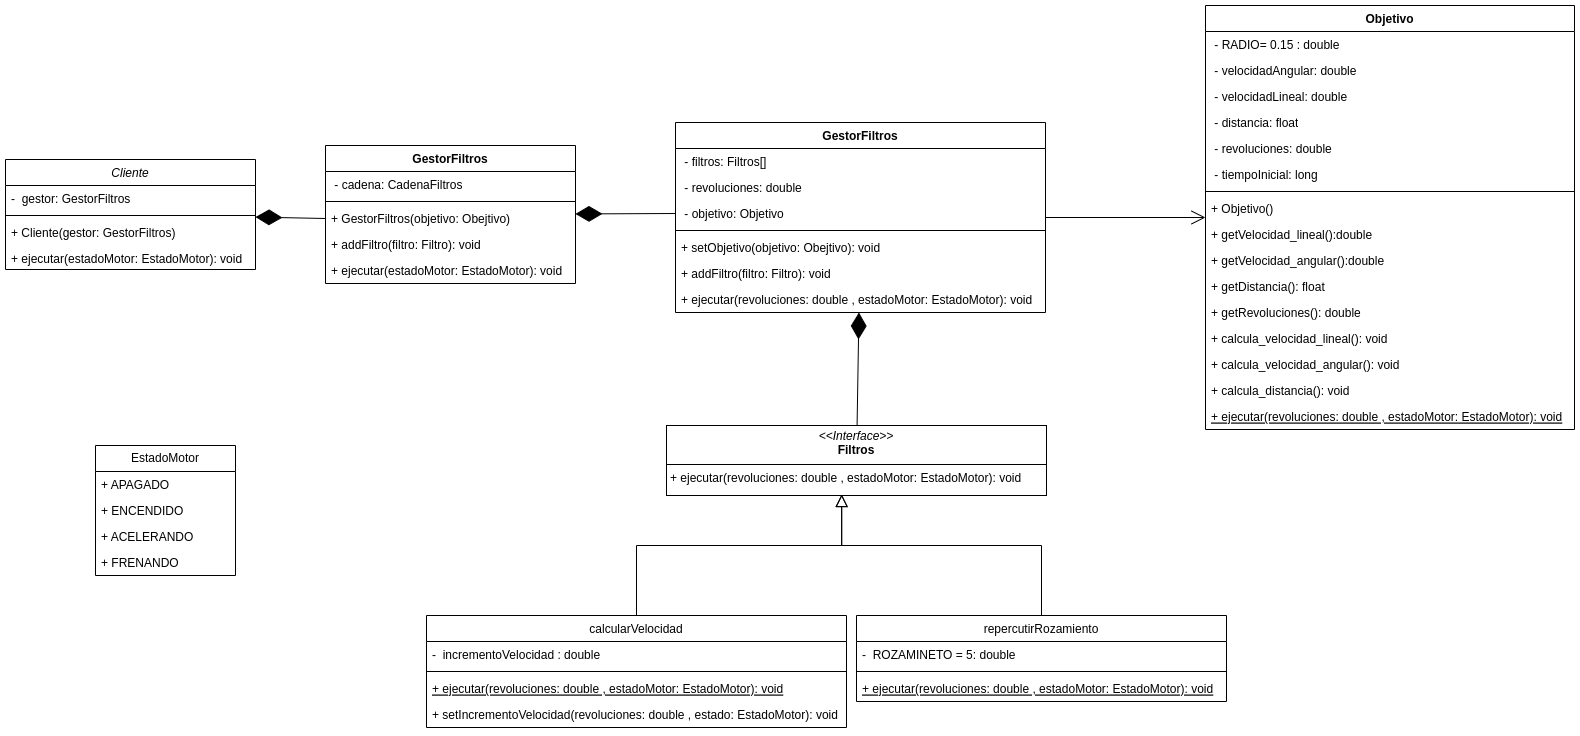 Cliente
- gestor: GestorFiltros
+ Cliente(gestor: GestorFiltros)
+ ejecutar(estadoMotor: EstadoMotor): void
GestorFiltros
- cadena: CadenaFiltros
+ GestorFiltros(objetivo: Obejtivo)
+ addFiltro(filtro: Filtro): void
+ ejecutar(estadoMotor: EstadoMotor): void
GestorFiltros
- filtros: Filtros[]
- revoluciones: double
- objetivo: Objetivo
+ setObjetivo(objetivo: Obejtivo): void
+ addFiltro(filtro: Filtro): void
+ ejecutar(revoluciones: double , estadoMotor: EstadoMotor): void
Objetivo
- RADIO= 0.15 : double
- velocidadAngular: double
- velocidadLineal: double
- distancia: float
- revoluciones: double
- tiempoInicial: long
+ Objetivo()
+ getVelocidad_lineal():double
+ getVelocidad_angular():double
+ getDistancia(): float
+ getRevoluciones(): double
+ calcula_velocidad_lineal(): void
+ calcula_velocidad_angular(): void
+ calcula_distancia(): void
+ ejecutar(revoluciones: double , estadoMotor: EstadoMotor): void
EstadoMotor
+ APAGADO
+ ENCENDIDO
+ ACELERANDO
+ FRENANDO
<<Interface>>
Filtros
+ ejecutar(revoluciones: double , estadoMotor: EstadoMotor): void
calcularVelocidad
- incrementoVelocidad : double
+ ejecutar(revoluciones: double , estadoMotor: EstadoMotor): void
+ setIncrementoVelocidad(revoluciones: double , estado: EstadoMotor): void
repercutirRozamiento
- ROZAMINETO = 5: double
+ ejecutar(revoluciones: double , estadoMotor: EstadoMotor): void